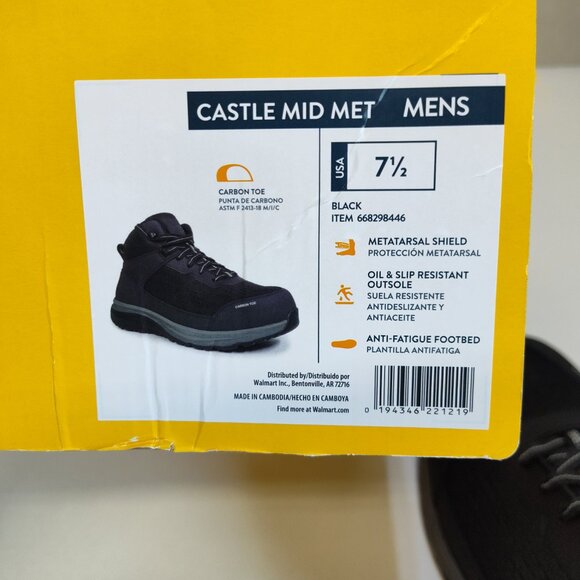 CASTLE MID MET MENS
CARBON TOE
PUNTA DE CARBONO
ASTM F 2413-18 M/I/C
USA 7½
BLACK
ITEM 668298446
METATARSAL SHIELD
PROTECCIÓN METATARSAL
OIL & SLIP RESISTANT
OUTSOLE
SUELA RESISTENTE
ANTIDESLIZANTE Y
ANTIACEITE
ANTI-FATIGUE FOOTBED
PLANTILLA ANTIFATIGA
CARBON TOE
Distributed by/Distribuido por
Walmart Inc., Bentonville, AR 72716
MADE IN CAMBODIA/HECHO EN CAMBOYA
Find more at Walmart.com
0 194346 221219